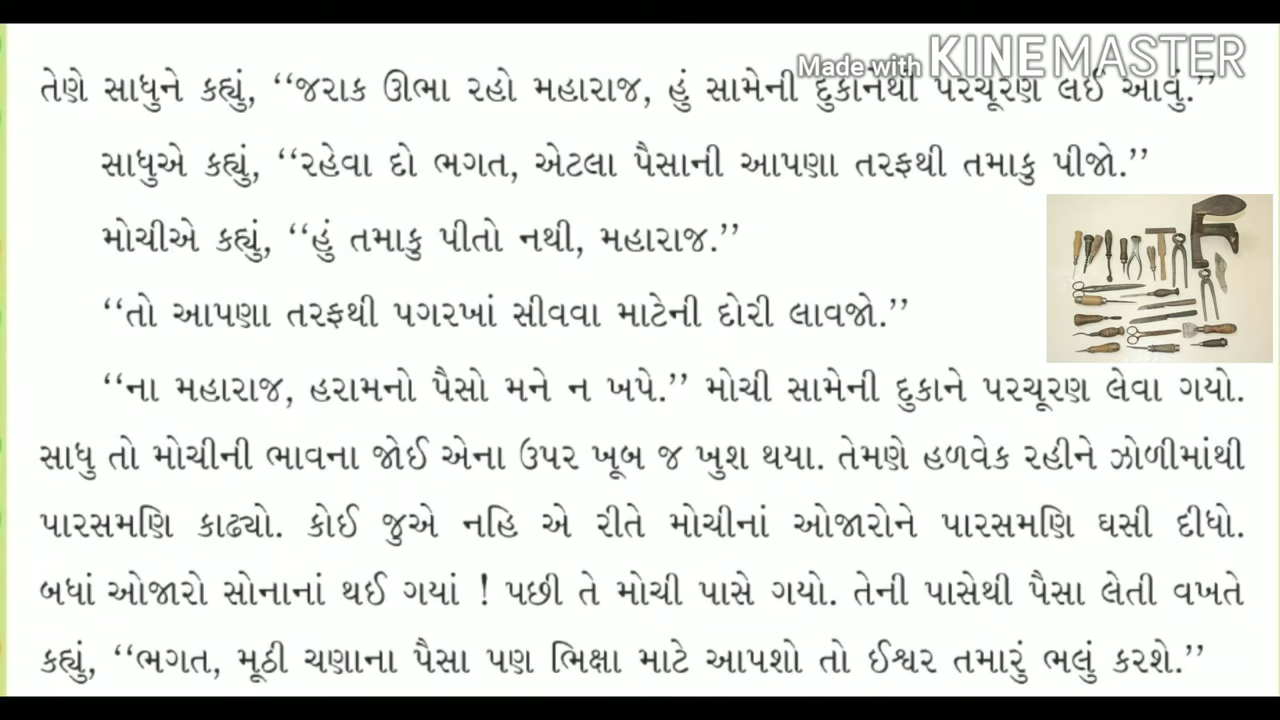 Made with KINEMASTER
તેણે સાધુને કહ્યું, “જરાક ઊભા રહો મહારાજ, હું સામેની દુકાનથી પરચૂરણ લઈ આવું.”
સાધુએ કહ્યું, “રહેવા દો ભગત, એટલા પૈસાની આપણા તરફથી તમાકુ પીજો.”
મોચીએ કહ્યું, “હું તમાકુ પીતો નથી, મહારાજ.”
“તો આપણા તરફથી પગરખાં સીવવા માટેની દોરી લાવજો.”
“ના મહારાજ, હરામનો પૈસો મને ન ખપે.” મોચી સામેની દુકાને પરચૂરણ લેવા ગયો.
સાધુ તો મોચીની ભાવના જોઈ એના ઉપર ખૂબ જ ખુશ થયા. તેમણે હળવેક રહીને ઝોળીમાંથી
પારસમણિ કાઢ્યો. કોઈ જુએ નહિ એ રીતે મોચીનાં ઓજારોને પારસમણિ ઘસી દીધો.
બધાં ઓજારો સોનાનાં થઈ ગયાં ! પછી તે મોચી પાસે ગયો. તેની પાસેથી પૈસા લેતી વખતે
કહ્યું, “ભગત, મૂઠી ચણાના પૈસા પણ ભિક્ષા માટે આપશો તો ઈશ્વર તમારું ભલું કરશે.”